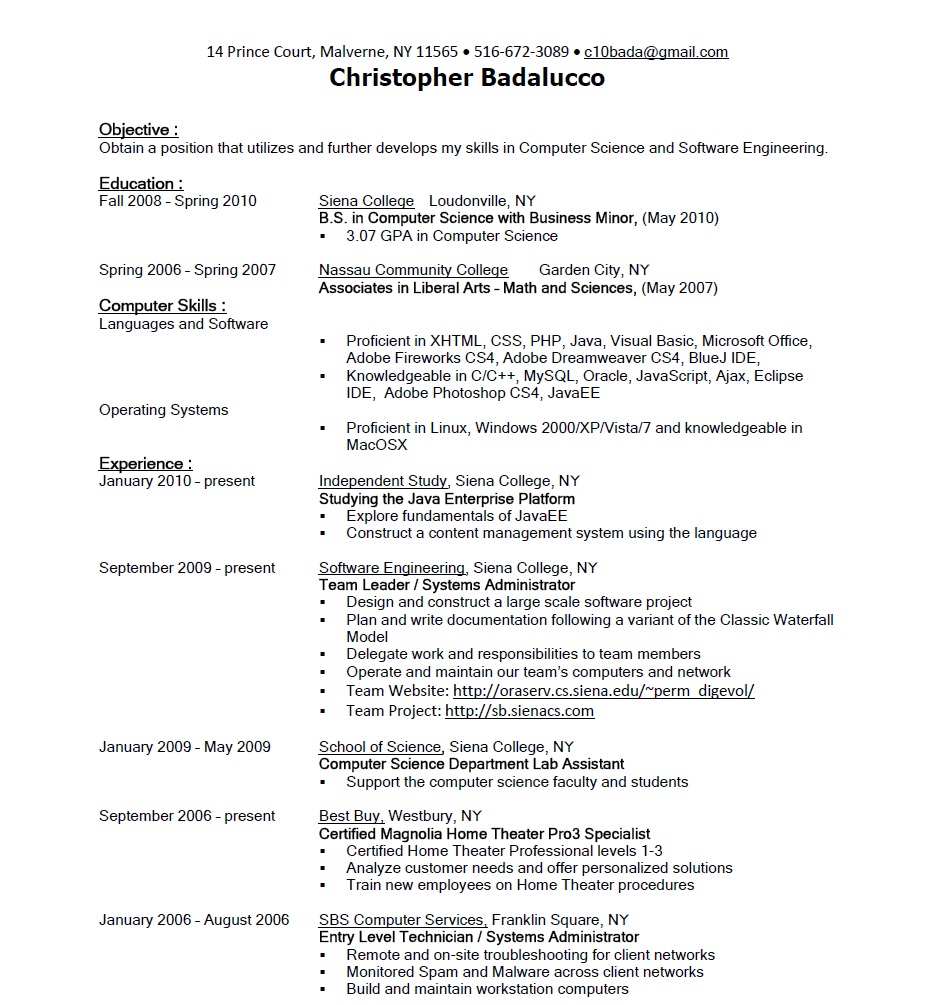 14 Prince Court, Malverne, NY 11565 • 516-672-3089 • c10bada@gmail.com
Christopher Badalucco
Objective :
Obtain a position that utilizes and further develops my skills in Computer Science and Software Engineering.
Education :
Fall 2008 - Spring 2010 Siena College Loudonville, NY
B.S. in Computer Science with Business Minor, (May 2010)
▪ 3.07 GPA in Computer Science
Spring 2006 - Spring 2007 Nassau Community College Garden City, NY
Associates in Liberal Arts - Math and Sciences, (May 2007)
Computer Skills :
Languages and Software
▪ Proficient in XHTML, CSS, PHP, Java, Visual Basic, Microsoft Office,
Adobe Fireworks CS4, Adobe Dreamweaver CS4, BlueJ IDE,
▪ Knowledgeable in C/C++, MySQL, Oracle, JavaScript, Ajax, Eclipse
IDE, Adobe Photoshop CS4, JavaEE
Operating Systems
▪ Proficient in Linux, Windows 2000/XP/Vista/7 and knowledgeable in
MacOSX
Experience :
January 2010 - present Independent Study, Siena College, NY
Studying the Java Enterprise Platform
▪ Explore fundamentals of JavaEE
▪ Construct a content management system using the language
September 2009 - present Software Engineering, Siena College, NY
Team Leader / Systems Administrator
▪ Design and construct a large scale software project
▪ Plan and write documentation following a variant of the Classic Waterfall
Model
▪ Delegate work and responsibilities to team members
▪ Operate and maintain our team's computers and network
▪ Team Website: http://oraserv.cs.siena.edu/~perm_digevol/
▪ Team Project: http://sb.sienacs.com
January 2009 - May 2009 School of Science, Siena College, NY
Computer Science Department Lab Assistant
▪ Support the computer science faculty and students
September 2006 - present Best Buy, Westbury, NY
Certified Magnolia Home Theater Pro3 Specialist
▪ Certified Home Theater Professional levels 1-3
▪ Analyze customer needs and offer personalized solutions
▪ Train new employees on Home Theater procedures
January 2006 - August 2006 SBS Computer Services, Franklin Square, NY
Entry Level Technician / Systems Administrator
▪ Remote and on-site troubleshooting for client networks
▪ Monitored Spam and Malware across client networks
▪ Build and maintain workstation computers